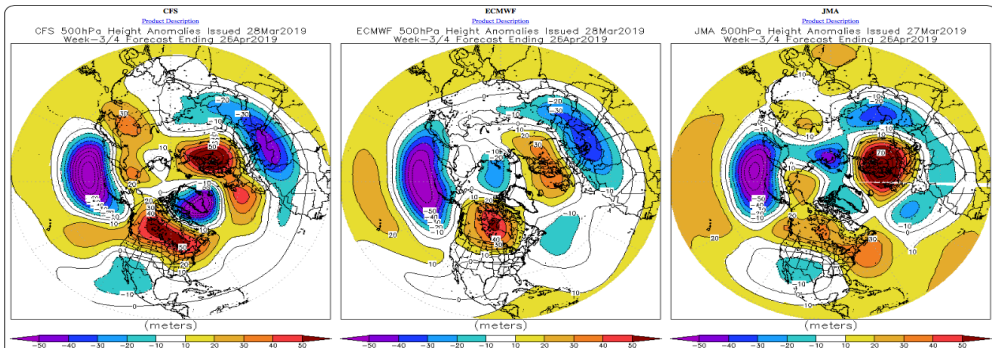 CFS
Product Description
CFS 500hPa Height Anomalies Issued 28Mar2019
Week-3/4 Forecast Ending 26Apr2019
(meters)
-50 -40 -30 -20 -10 10 20 30 40 50
ECMWF
Product Description
ECMWF 500hPa Height Anomalies Issued 28Mar2019
Week-3/4 Forecast Ending 26Apr2019
(meters)
-50 -40 -30 -20 -10 10 20 30 40 50
JMA
Product Description
JMA 500hPa Height Anomalies Issued 27Mar2019
Week-3/4 Forecast Ending 26Apr2019
(meters)
-50 -40 -30 -20 -10 10 20 30 40 50